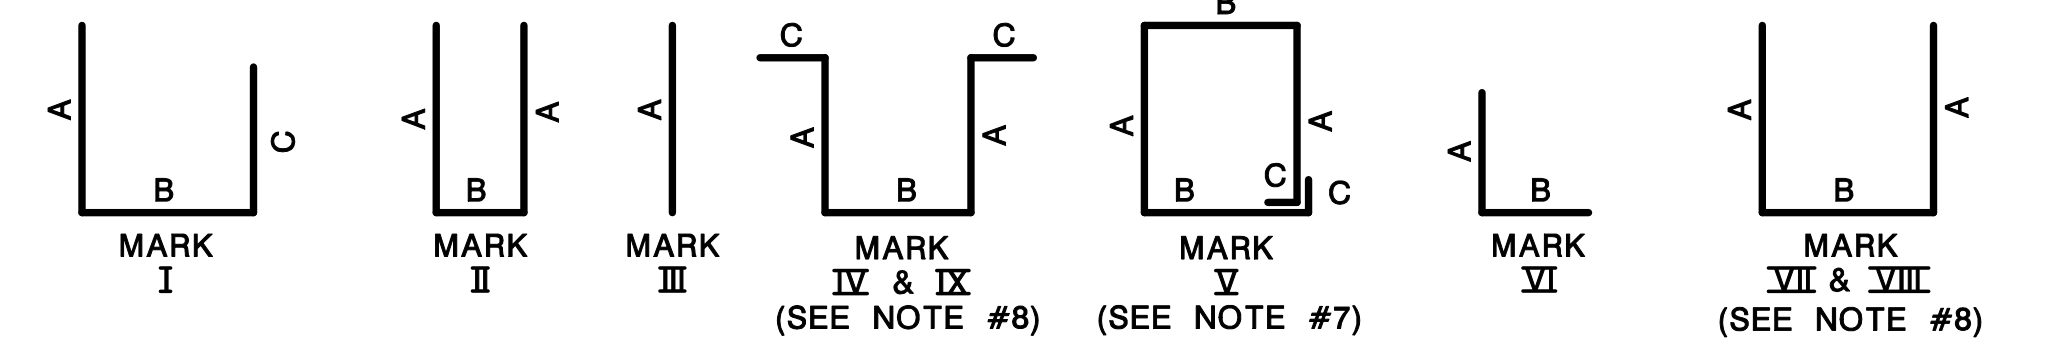 A
B
C
MARK
I
A
B
A
MARK
II
A
MARK
III
C
A
B
A
C
MARK
IV & IX
(SEE NOTE #8)
B
A
B
A
C
C
MARK
V
(SEE NOTE #7)
A
B
MARK
VI
A
B
A
MARK
VII & VIII
(SEE NOTE #8)